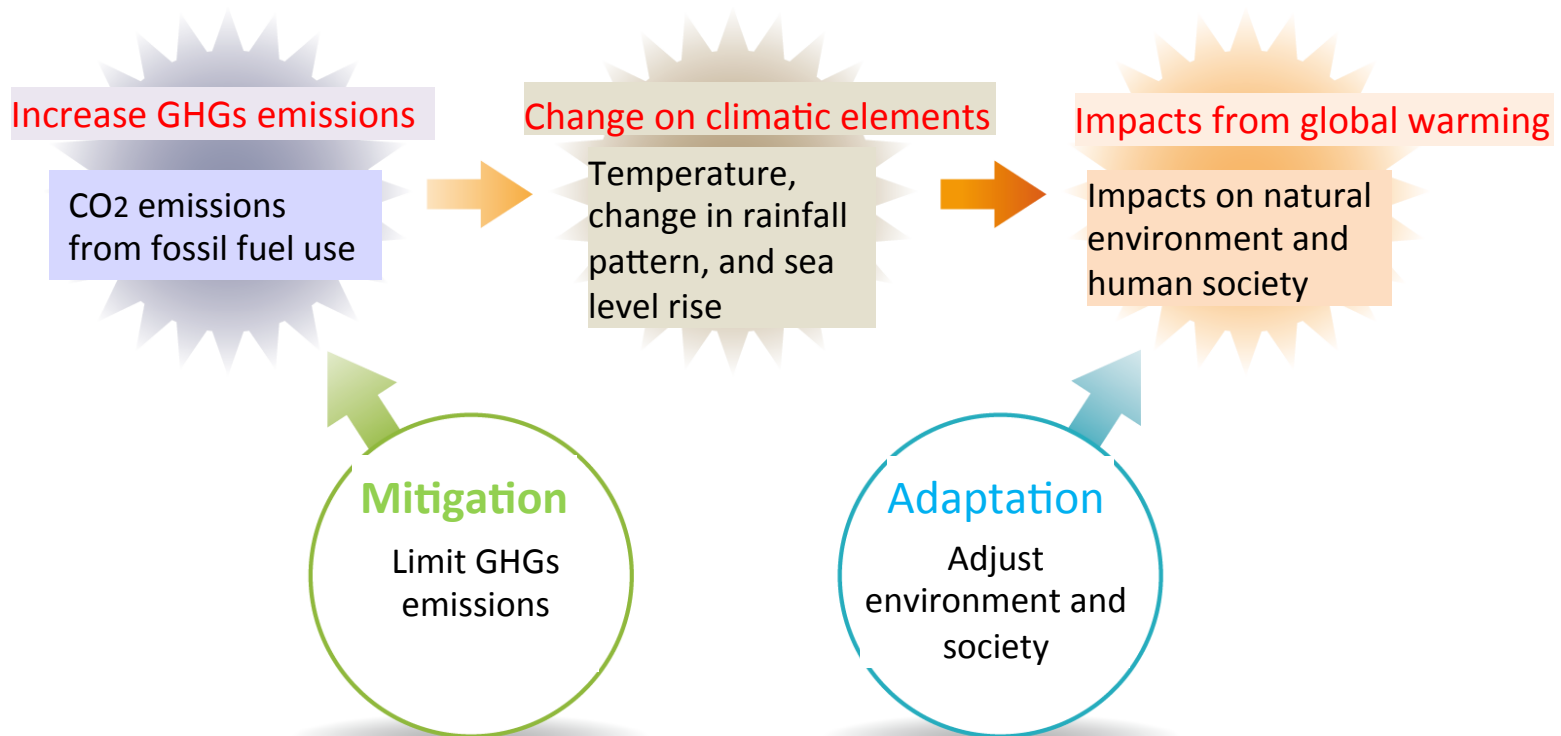 Increase GHGs emissions
CO2 emissions
from fossil fuel use
Change on climatic elements
Temperature,
change in rainfall
pattern, and sea
level rise
Impacts from global warming
Impacts on natural
environment and
human society
Mitigation
Limit GHGs
emissions
Adaptation
Adjust
environment and
society